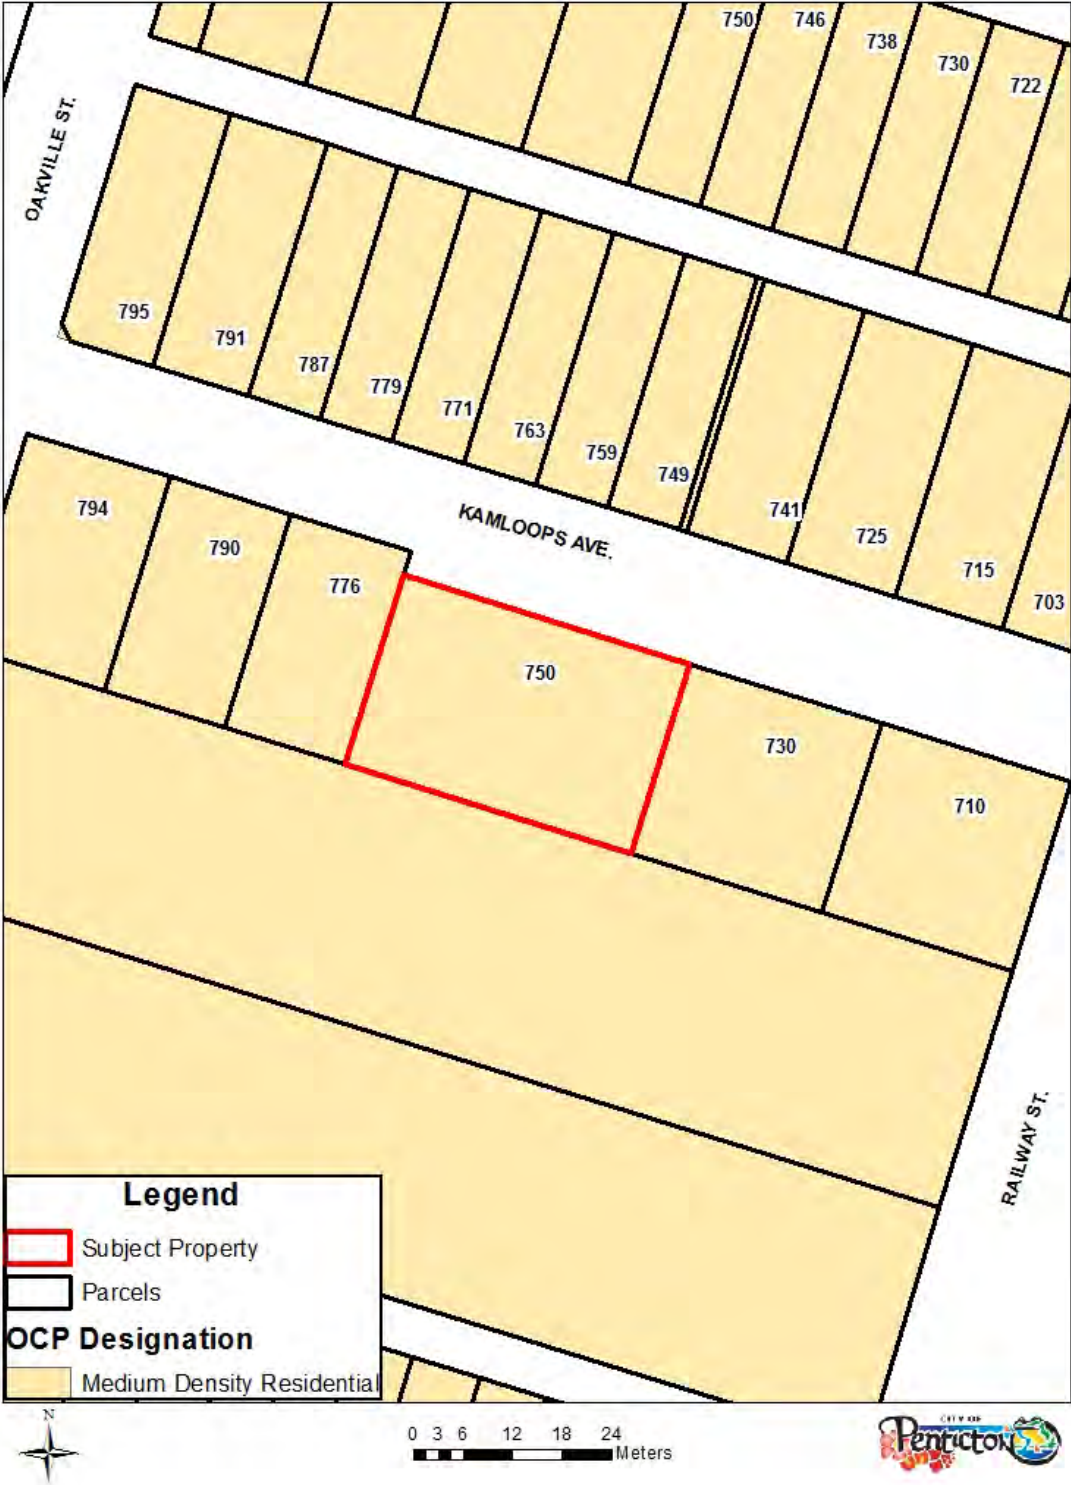 750
746
738
730
722
OAKVILLE ST.
795
791
787
779
771
763
759
749
741
725
715
703
KAMLOOPS AVE.
794
790
776
750
730
710
RAILWAY ST.
Legend
Subject Property
Parcels
OCP Designation
Medium Density Residential
N
0 3 6 12 18 24
Meters
CITY OF
Penticton